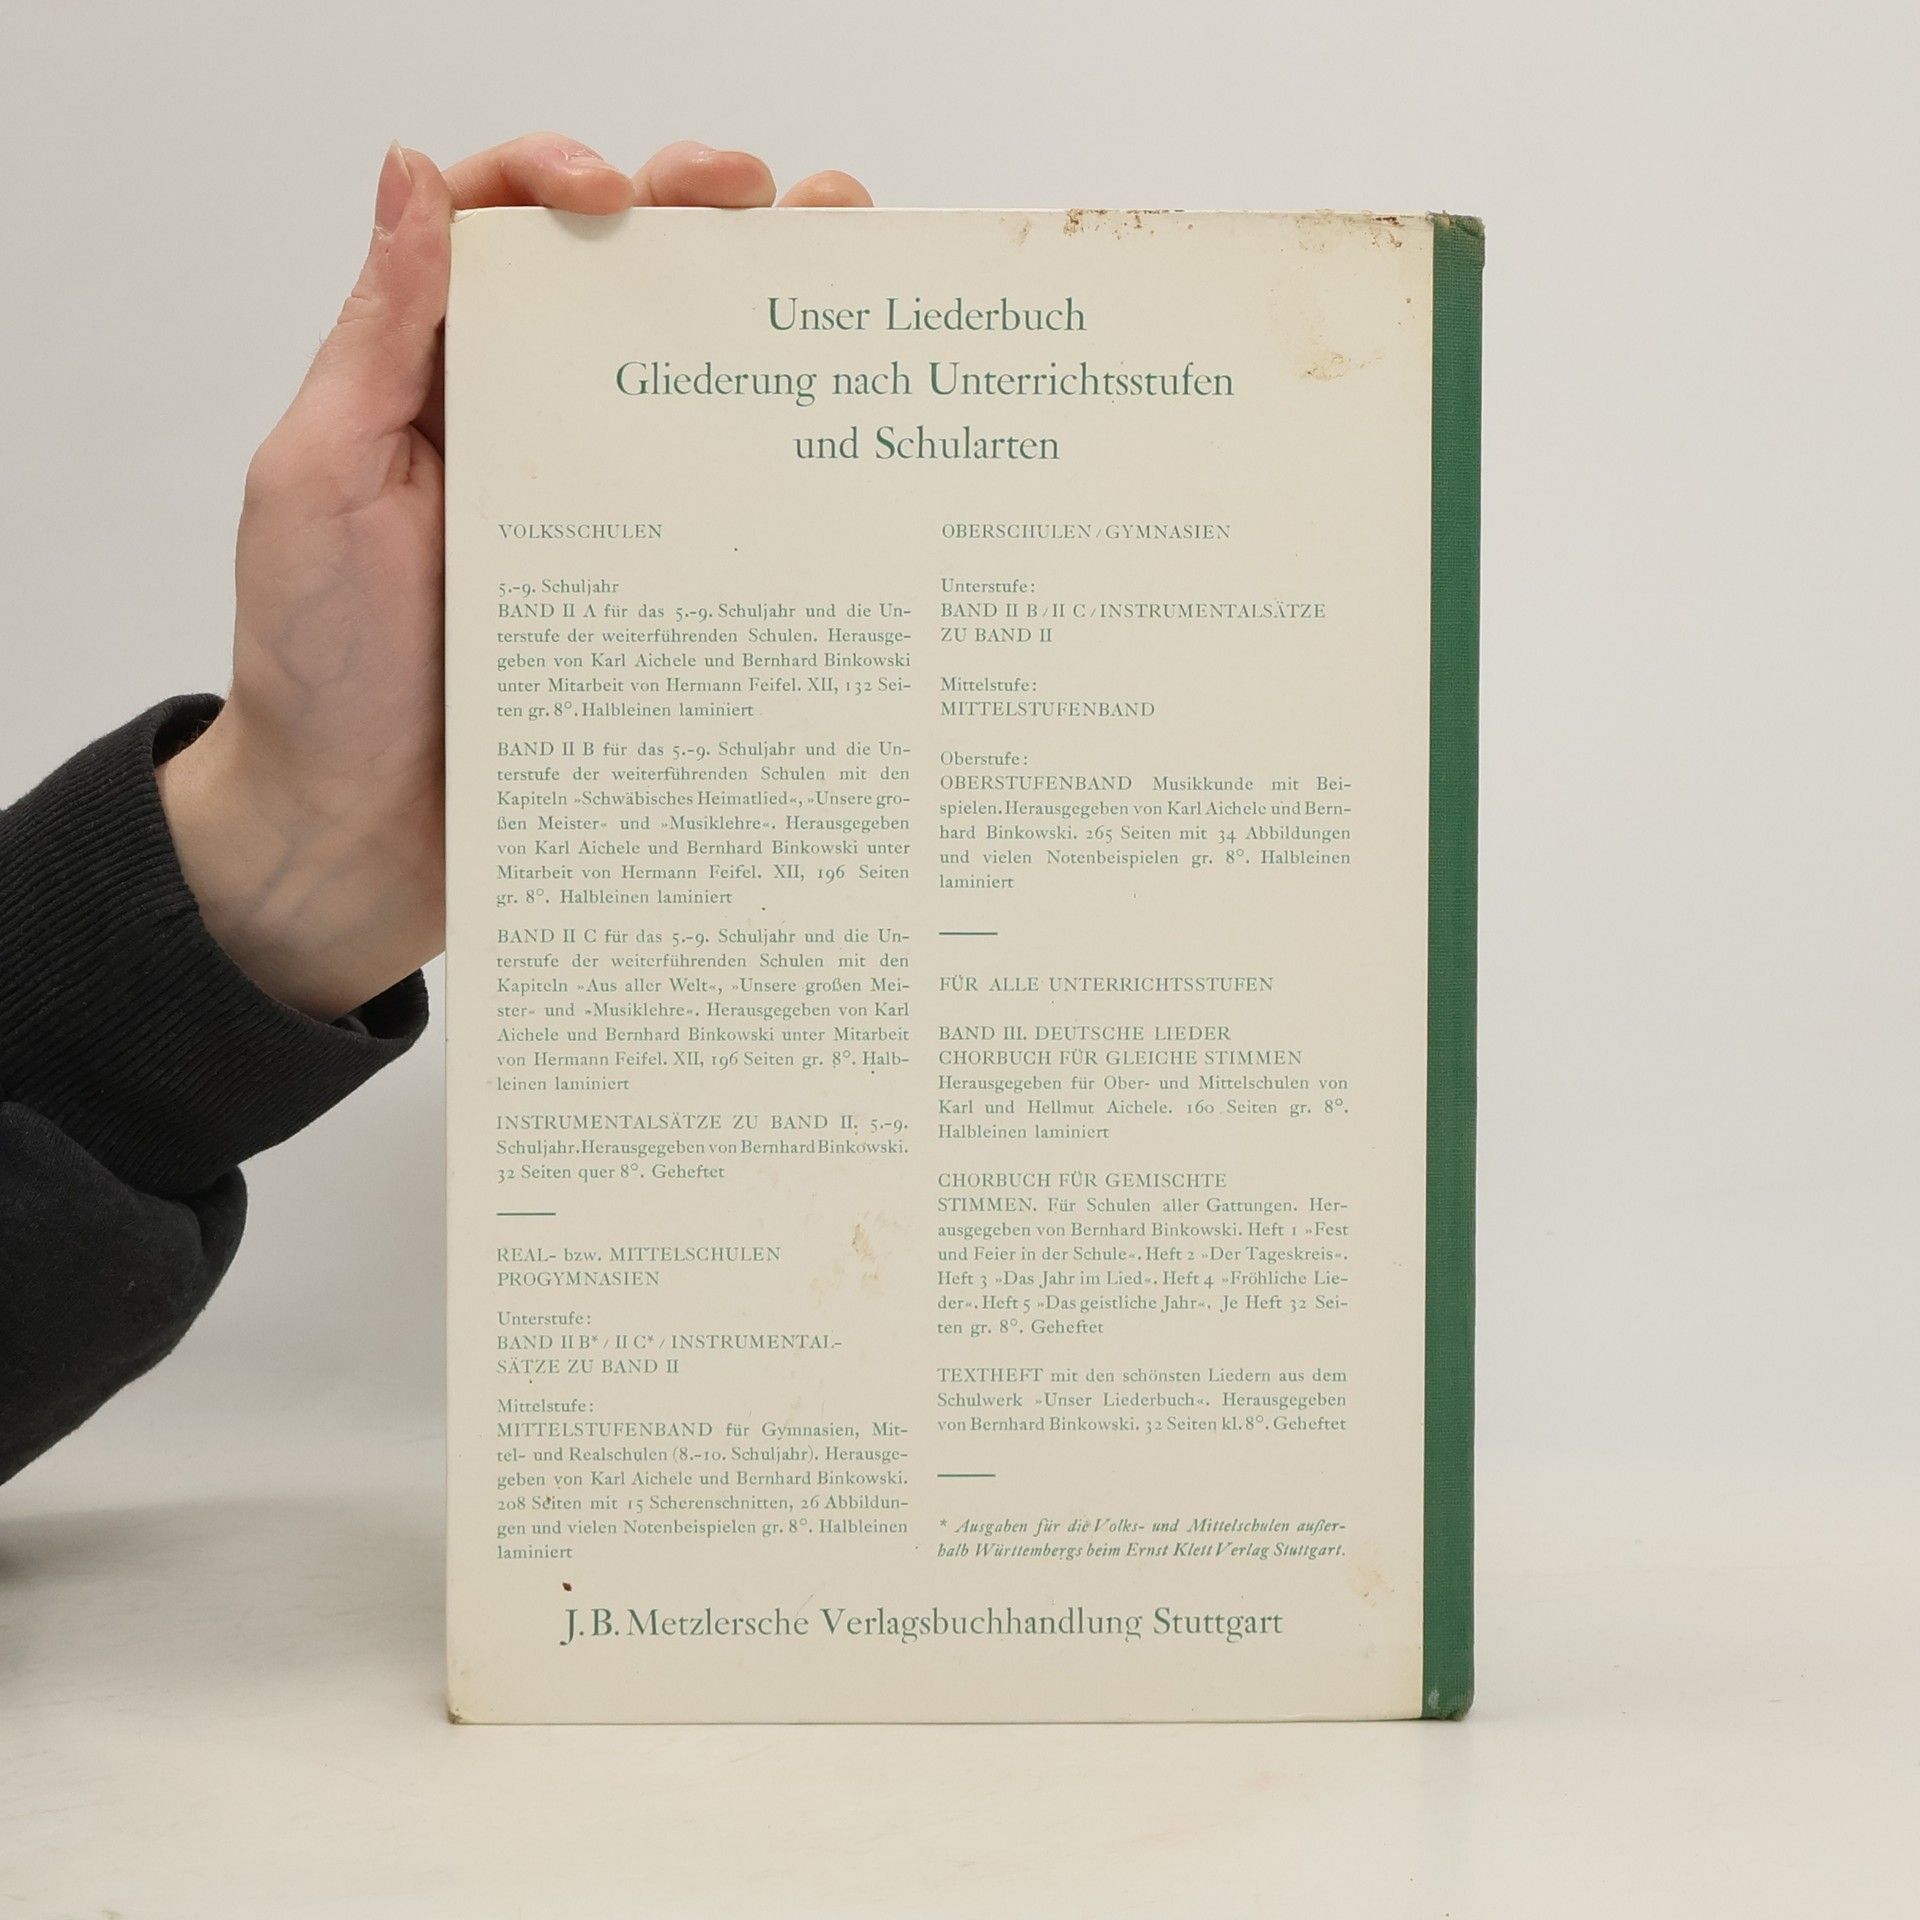 Unser Liederbuch
Gliederung nach Unterrichtsstufen
und Schularten
VOLKSSCHULEN
5.-9. Schuljahr
BAND II A für das 5.-9. Schuljahr und die Un-
terstufe der weiterführenden Schulen. Herausge-
geben von Karl Aichele und Bernhard Binkowski
unter Mitarbeit von Hermann Feifel. XII, 132 Sei-
ten gr. 8°. Halbleinen laminiert
BAND II B für das 5.-9. Schuljahr und die Un-
terstufe der weiterführenden Schulen mit den
Kapiteln »Schwäbisches Heimatlied«, »Unsere gro-
ßen Meister« und »Musiklehre«. Herausgegeben
von Karl Aichele und Bernhard Binkowski unter
Mitarbeit von Hermann Feifel. XII, 196 Seiten
gr. 8°. Halbleinen laminiert
BAND II C für das 5.-9. Schuljahr und die Un-
terstufe der weiterführenden Schulen mit den
Kapiteln »Aus aller Welt«, »Unsere großen Mei-
ster« und »Musiklehre«. Herausgegeben von Karl
Aichele und Bernhard Binkowski unter Mitarbeit
von Hermann Feifel. XII, 196 Seiten gr. 8°. Halb-
leinen laminiert
INSTRUMENTALSÄTZE ZU BAND II. 5.-9.
Schuljahr. Herausgegeben von Bernhard Binkowski.
32 Seiten quer 8°. Geheftet
REAL- bzw. MITTELSCHULEN
PROGYMNASIEN
Unterstufe:
BAND II B* / II C* / INSTRUMENTAL-
SÄTZE ZU BAND II
Mittelstufe:
MITTELSTUFENBAND für Gymnasien, Mit-
tel- und Realschulen (8.-10. Schuljahr). Herausge-
geben von Karl Aichele und Bernhard Binkowski.
208 Seiten mit 15 Scherenschnitten, 26 Abbildun-
gen und vielen Notenbeispielen gr. 8°. Halbleinen
laminiert
OBERSCHULEN / GYMNASIEN
Unterstufe:
BAND II B / II C / INSTRUMENTALSÄTZE
ZU BAND II
Mittelstufe:
MITTELSTUFENBAND
Oberstufe:
OBERSTUFENBAND Musikkunde mit Bei-
spielen. Herausgegeben von Karl Aichele und Bern-
hard Binkowski. 265 Seiten mit 34 Abbildungen
und vielen Notenbeispielen gr. 8°. Halbleinen
laminiert
FÜR ALLE UNTERRICHTSSTUFEN
BAND III. DEUTSCHE LIEDER
CHORBUCH FÜR GLEICHE STIMMEN
Herausgegeben für Ober- und Mittelschulen von
Karl und Hellmut Aichele. 160 Seiten gr. 8°.
Halbleinen laminiert
CHORBUCH FÜR GEMISCHTE
STIMMEN. Für Schulen aller Gattungen. Her-
ausgegeben von Bernhard Binkowski. Heft 1 »Fest
und Feier in der Schule«. Heft 2 »Der Tageskreis«.
Heft 3 »Das Jahr im Lied«. Heft 4 »Fröhliche Lie-
der«. Heft 5 »Das geistliche Jahr«. Je Heft 32 Sei-
ten gr. 8°. Geheftet
TEXTHEFT mit den schönsten Liedern aus dem
Schulwerk »Unser Liederbuch«. Herausgegeben
von Bernhard Binkowski. 32 Seiten kl. 8°. Geheftet
* Ausgaben für die Volks- und Mittelschulen außer-
halb Württembergs beim Ernst Klett Verlag Stuttgart.
J. B. Metzlersche Verlagsbuchhandlung Stuttgart